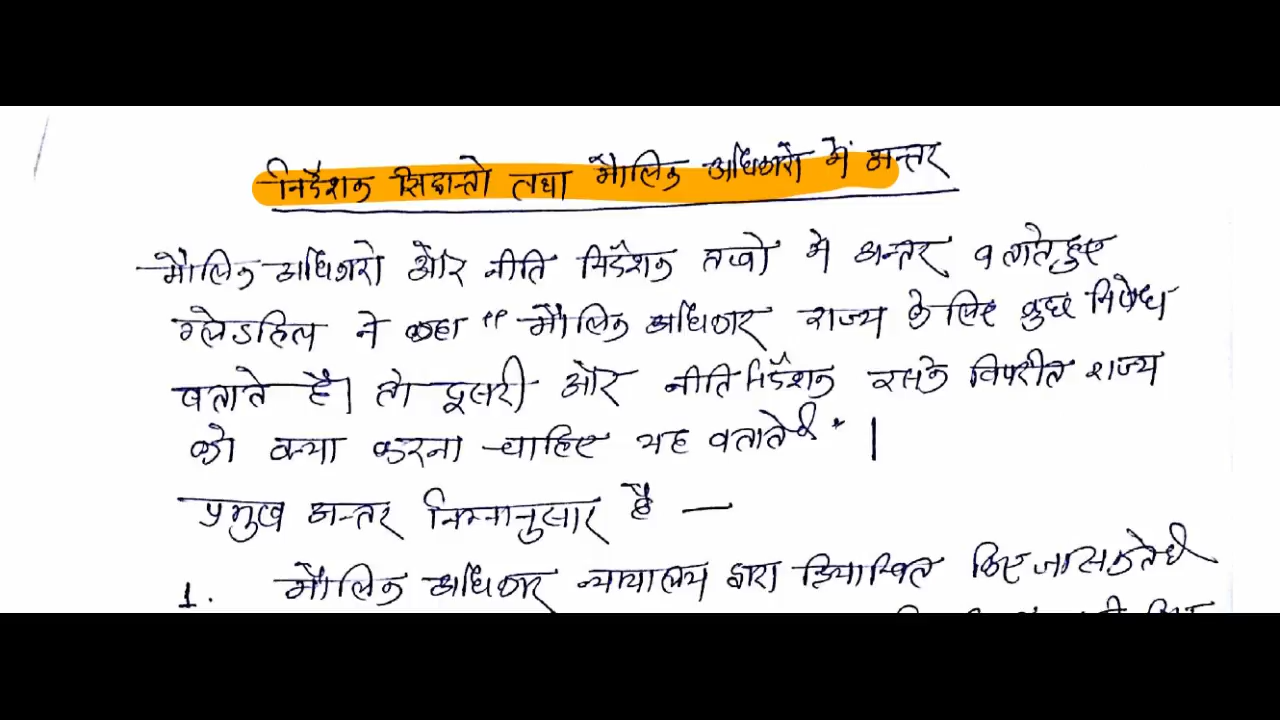 निर्देशक सिद्धान्तो तथा मौलिक अधिकारो में अन्तर
मौलिक अधिकारो और नीति निर्देशक तत्वो मे अन्तर बताते हुए
ग्लेडहिल ने कहा "मौलिक अधिकार राज्य के लिए कुछ निषेध
बताते है। तो दूसरी और नीति निर्देशक इसके विपरीत राज्य
को क्या करना चाहिए यह बताते है" |
प्रमुख अन्तर निम्नानुसार है —
1. मौलिक अधिकार न्यायालय द्वारा क्रियान्वित किए जा सकते है